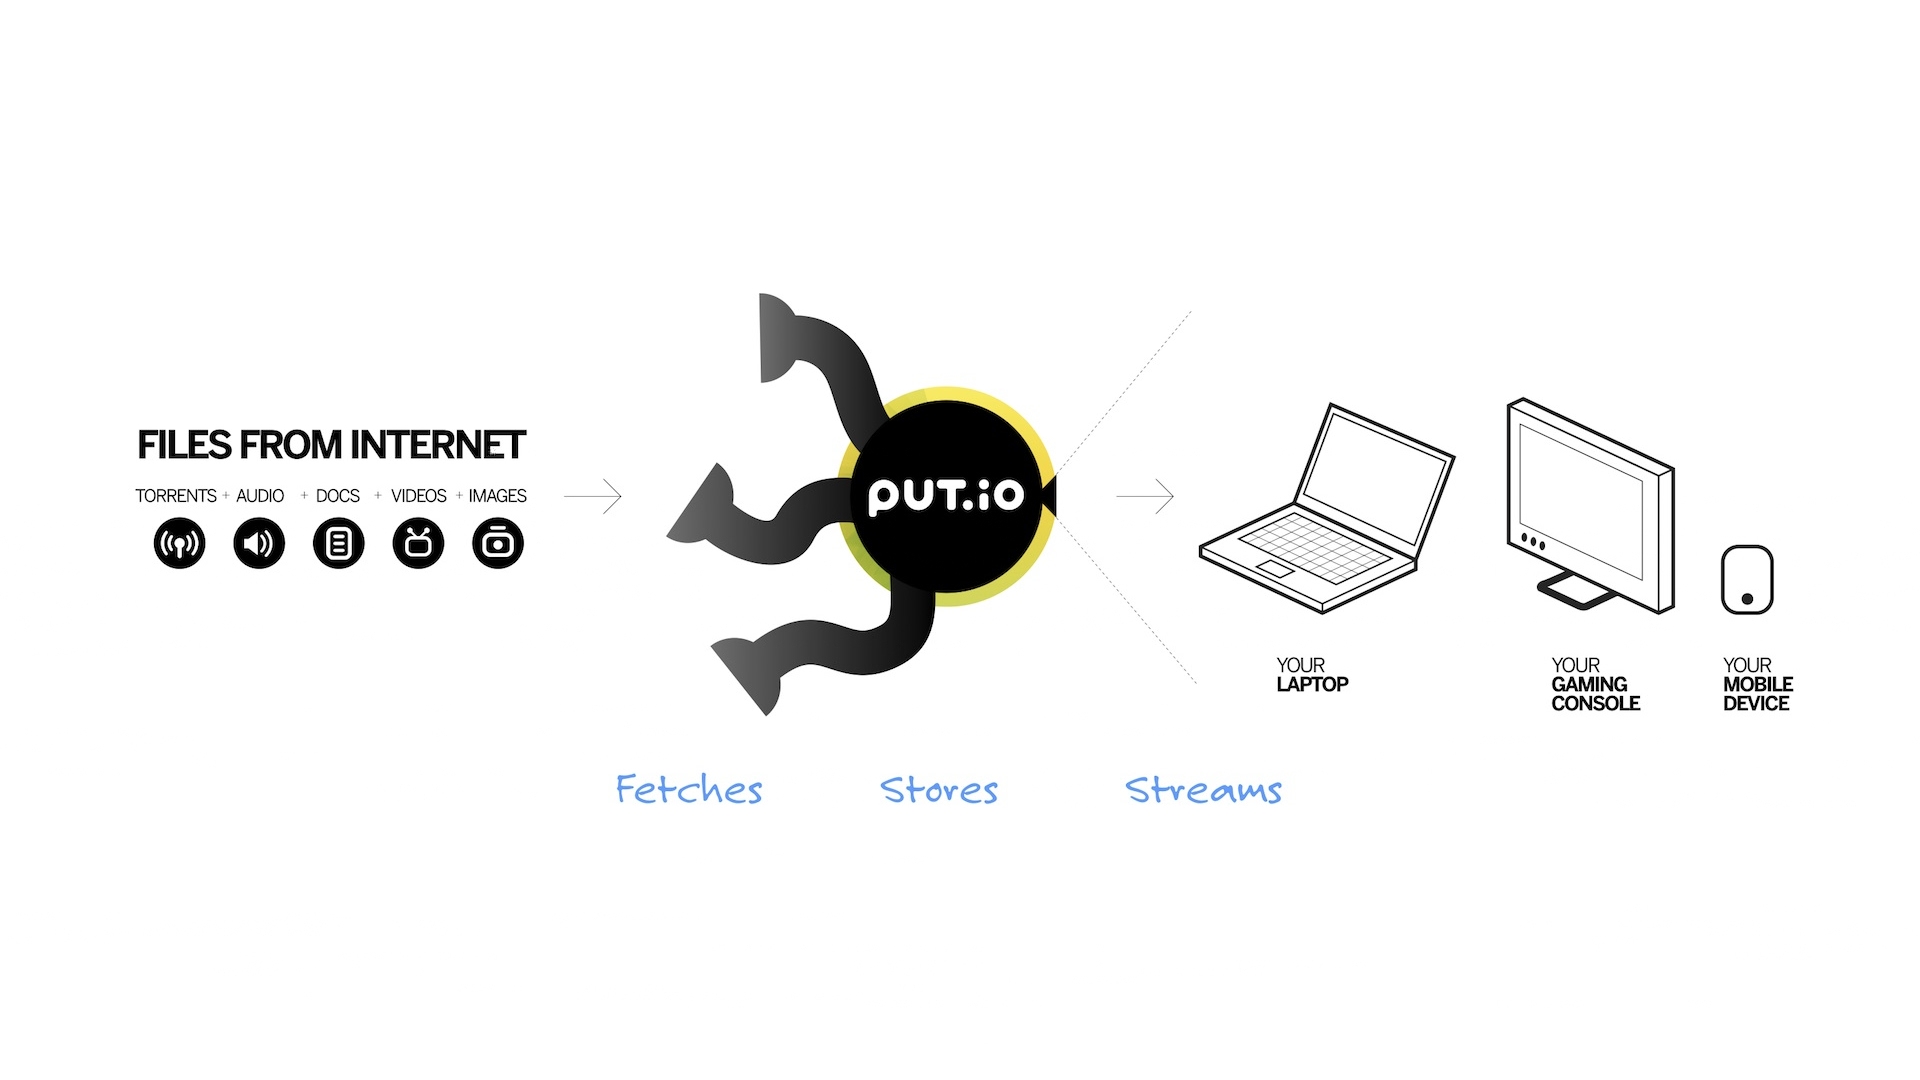 FILES FROM INTERNET
TORRENTS + AUDIO + DOCS + VIDEOS + IMAGES
PUT.iO
YOUR
LAPTOP
YOUR
GAMING
CONSOLE
YOUR
MOBILE
DEVICE
Fetches
Stores
Streams